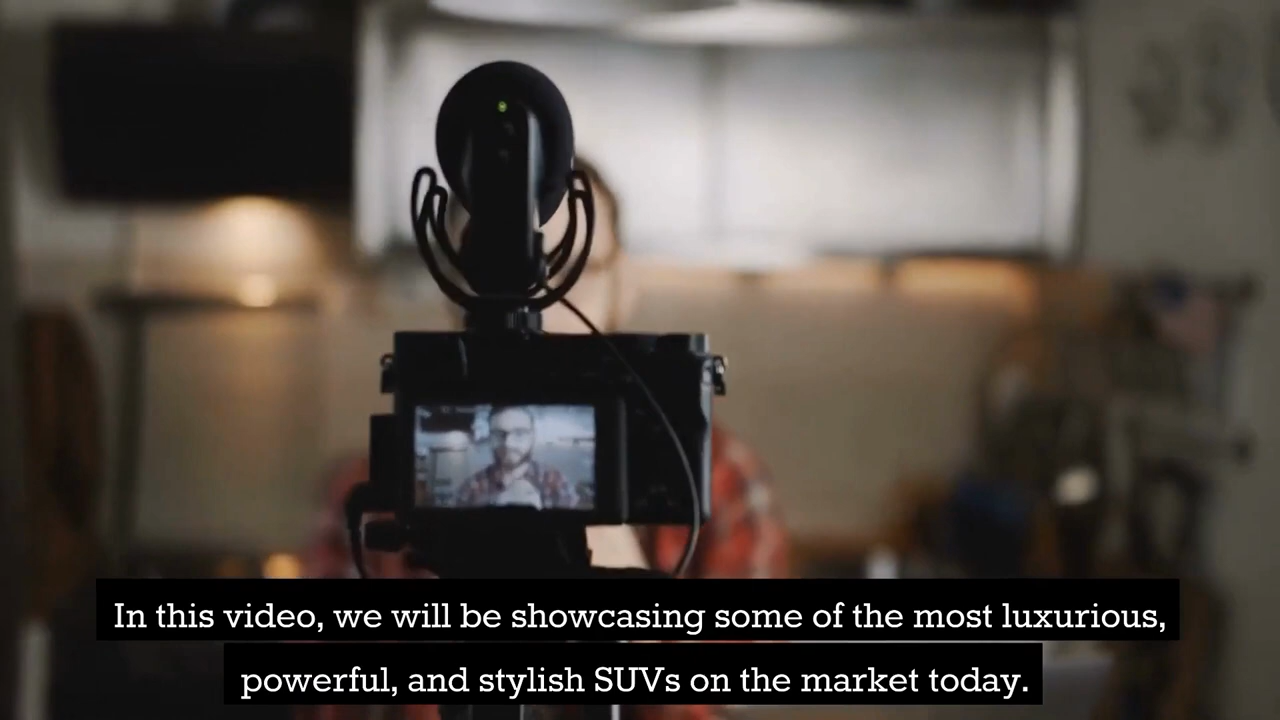 In this video, we will be showcasing some of the most luxurious,
powerful, and stylish SUVs on the market today.